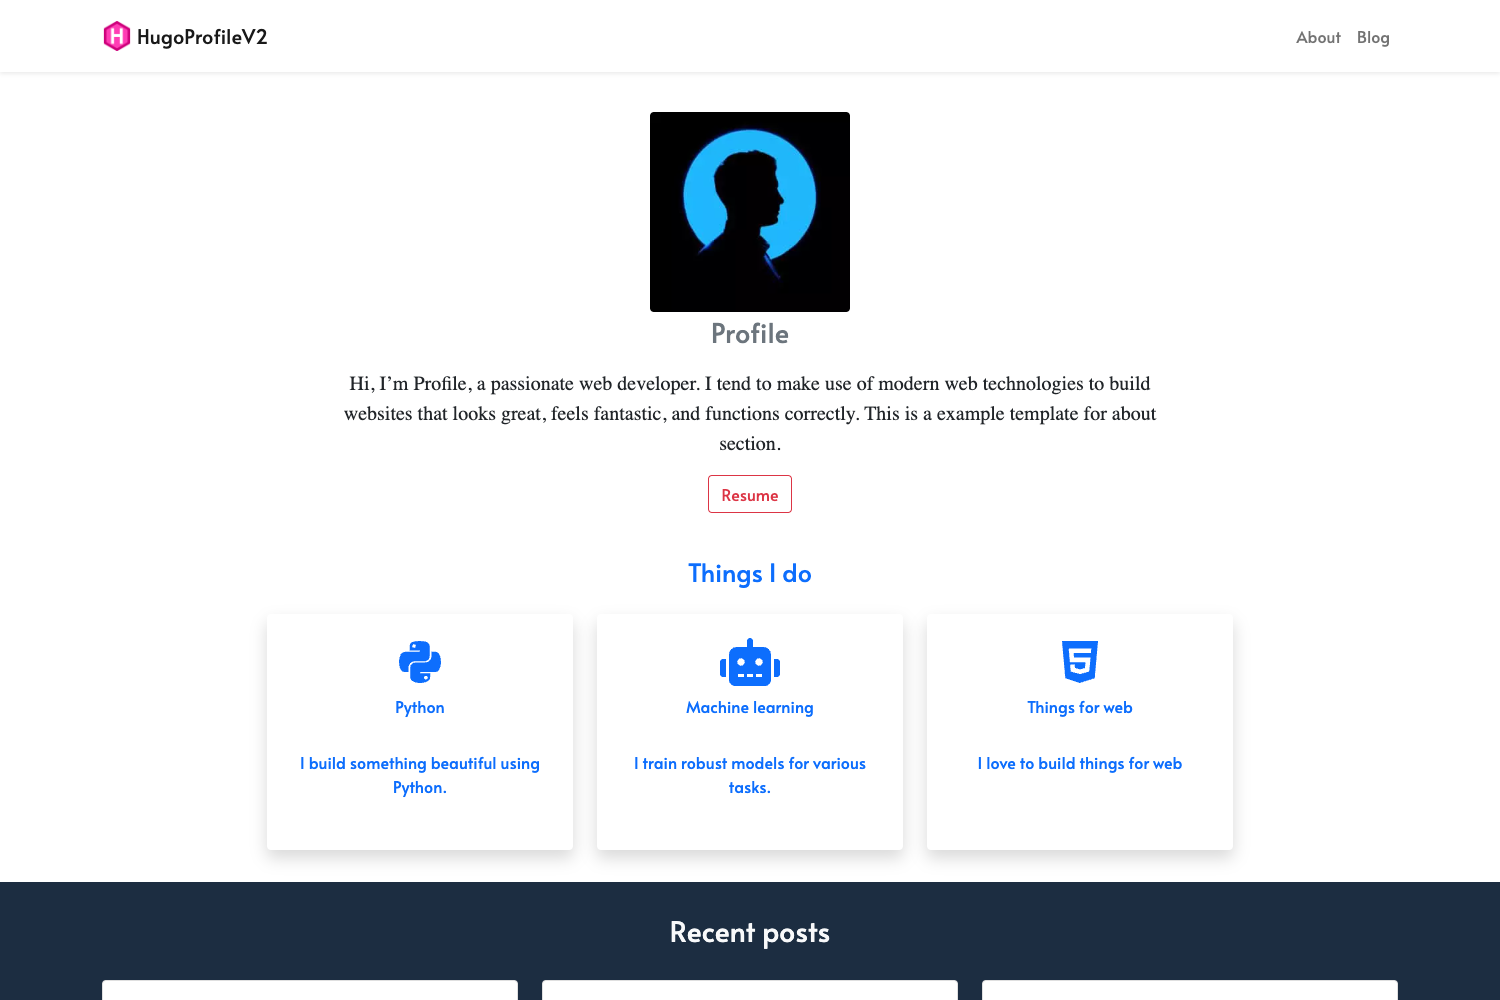 HugoProfileV2
About
Blog
Profile
Hi, I’m Profile, a passionate web developer. I tend to make use of modern web technologies to build
websites that looks great, feels fantastic, and functions correctly. This is a example template for about
section.
Resume
Things I do
Python
I build something beautiful using
Python.
Machine learning
I train robust models for various
tasks.
Things for web
I love to build things for web
Recent posts